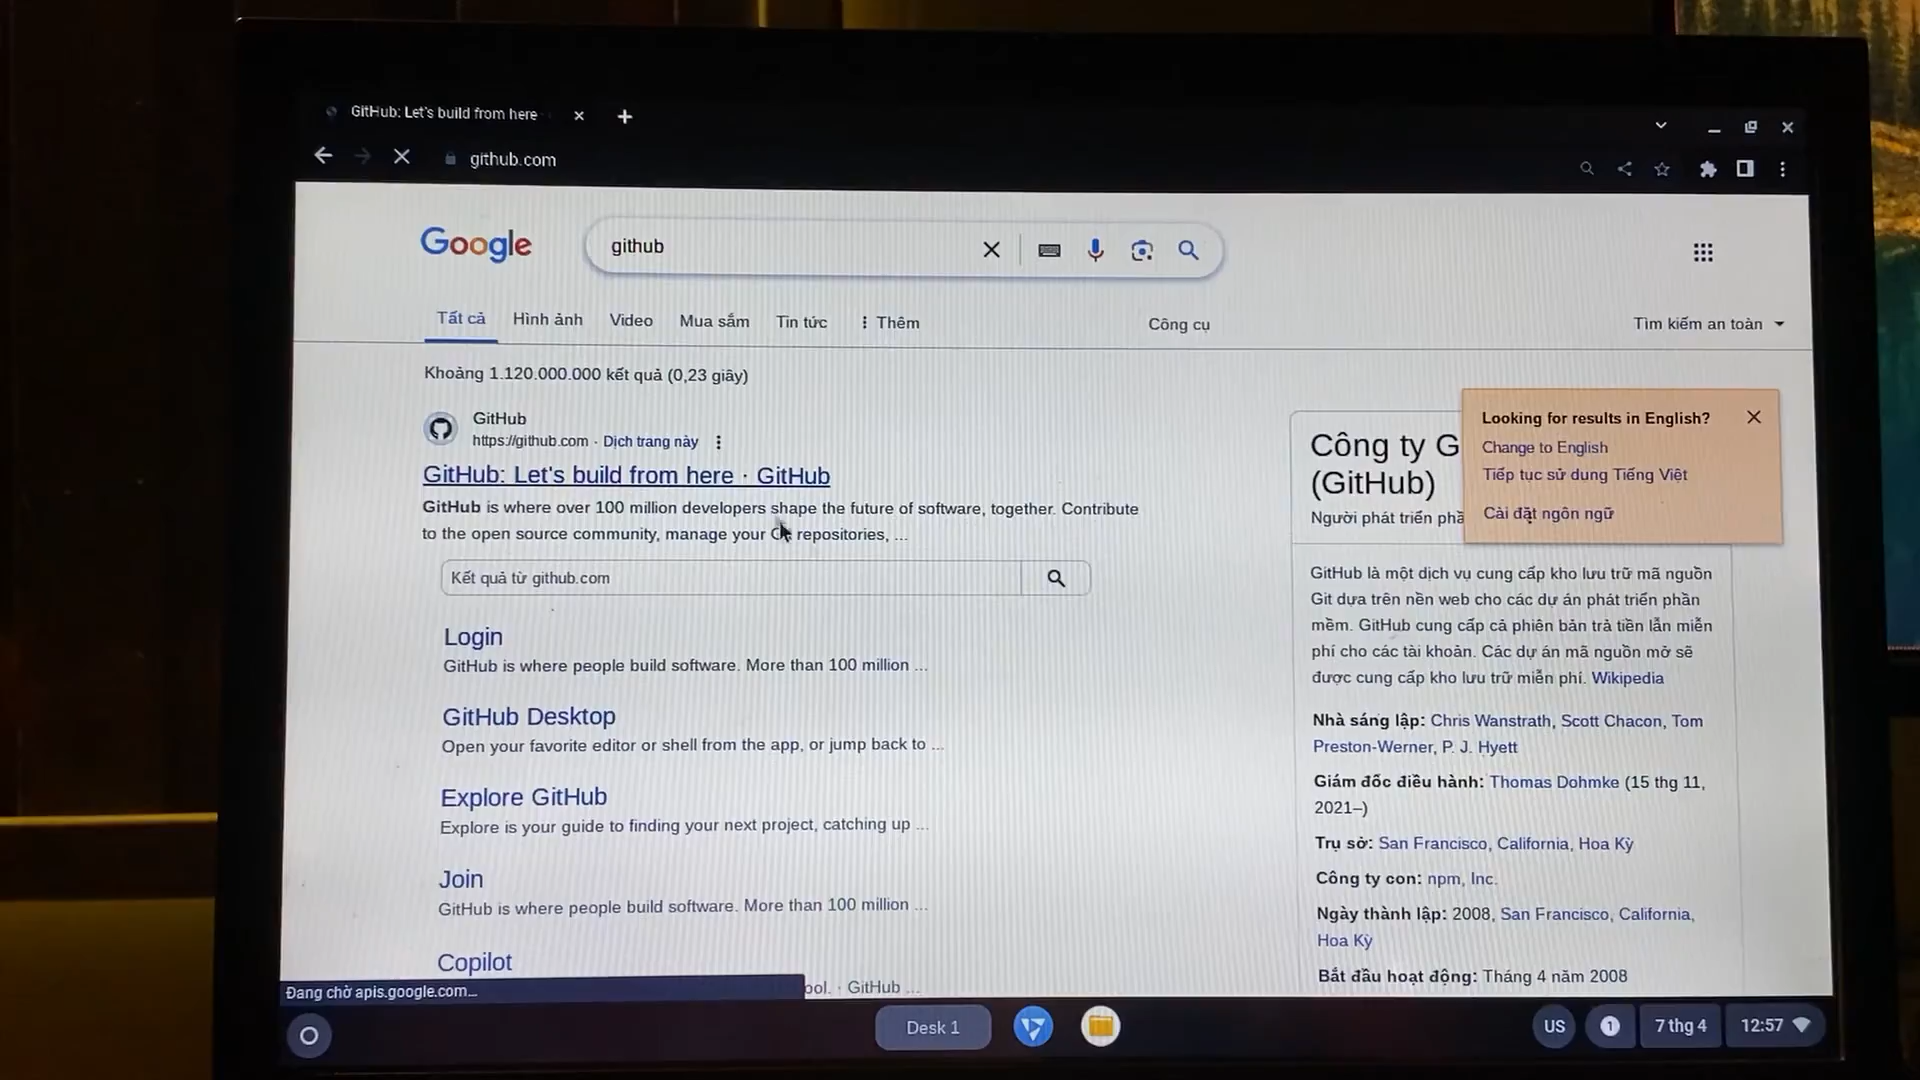 GitHub: Let's build from here
github.com
Google
github
Tất cả
Hình ảnh
Video
Mua sắm
Tin tức
Thêm
Công cụ
Tìm kiếm an toàn
Khoảng 1.120.000.000 kết quả (0,23 giây)
GitHub
https://github.com · Dịch trang này
GitHub: Let's build from here · GitHub
GitHub is where over 100 million developers shape the future of software, together. Contribute
to the open source community, manage your repositories, ...
Kết quả từ github.com
Login
GitHub is where people build software. More than 100 million ...
GitHub Desktop
Open your favorite editor or shell from the app, or jump back to ...
Explore GitHub
Explore is your guide to finding your next project, catching up ...
Join
GitHub is where people build software. More than 100 million ...
Copilot
· GitHub ...
Looking for results in English?
Change to English
Tiếp tục sử dụng Tiếng Việt
Cài đặt ngôn ngữ
Công ty G
(GitHub)
Người phát triển
GitHub là một dịch vụ cung cấp kho lưu trữ mã nguồn
Git dựa trên nền web cho các dự án phát triển phần
mềm. GitHub cung cấp cả phiên bản trả tiền lẫn miễn
phí cho các tài khoản. Các dự án mã nguồn mở sẽ
được cung cấp kho lưu trữ miễn phí. Wikipedia
Nhà sáng lập: Chris Wanstrath, Scott Chacon, Tom
Preston-Werner, P. J. Hyett
Giám đốc điều hành: Thomas Dohmke (15 thg 11,
2021–)
Trụ sở: San Francisco, California, Hoa Kỳ
Công ty con: npm, Inc.
Ngày thành lập: 2008, San Francisco, California,
Hoa Kỳ
Bắt đầu hoạt động: Tháng 4 năm 2008
Đang chờ apis.google.com...
Desk 1
US
1
7 thg 4
12:57